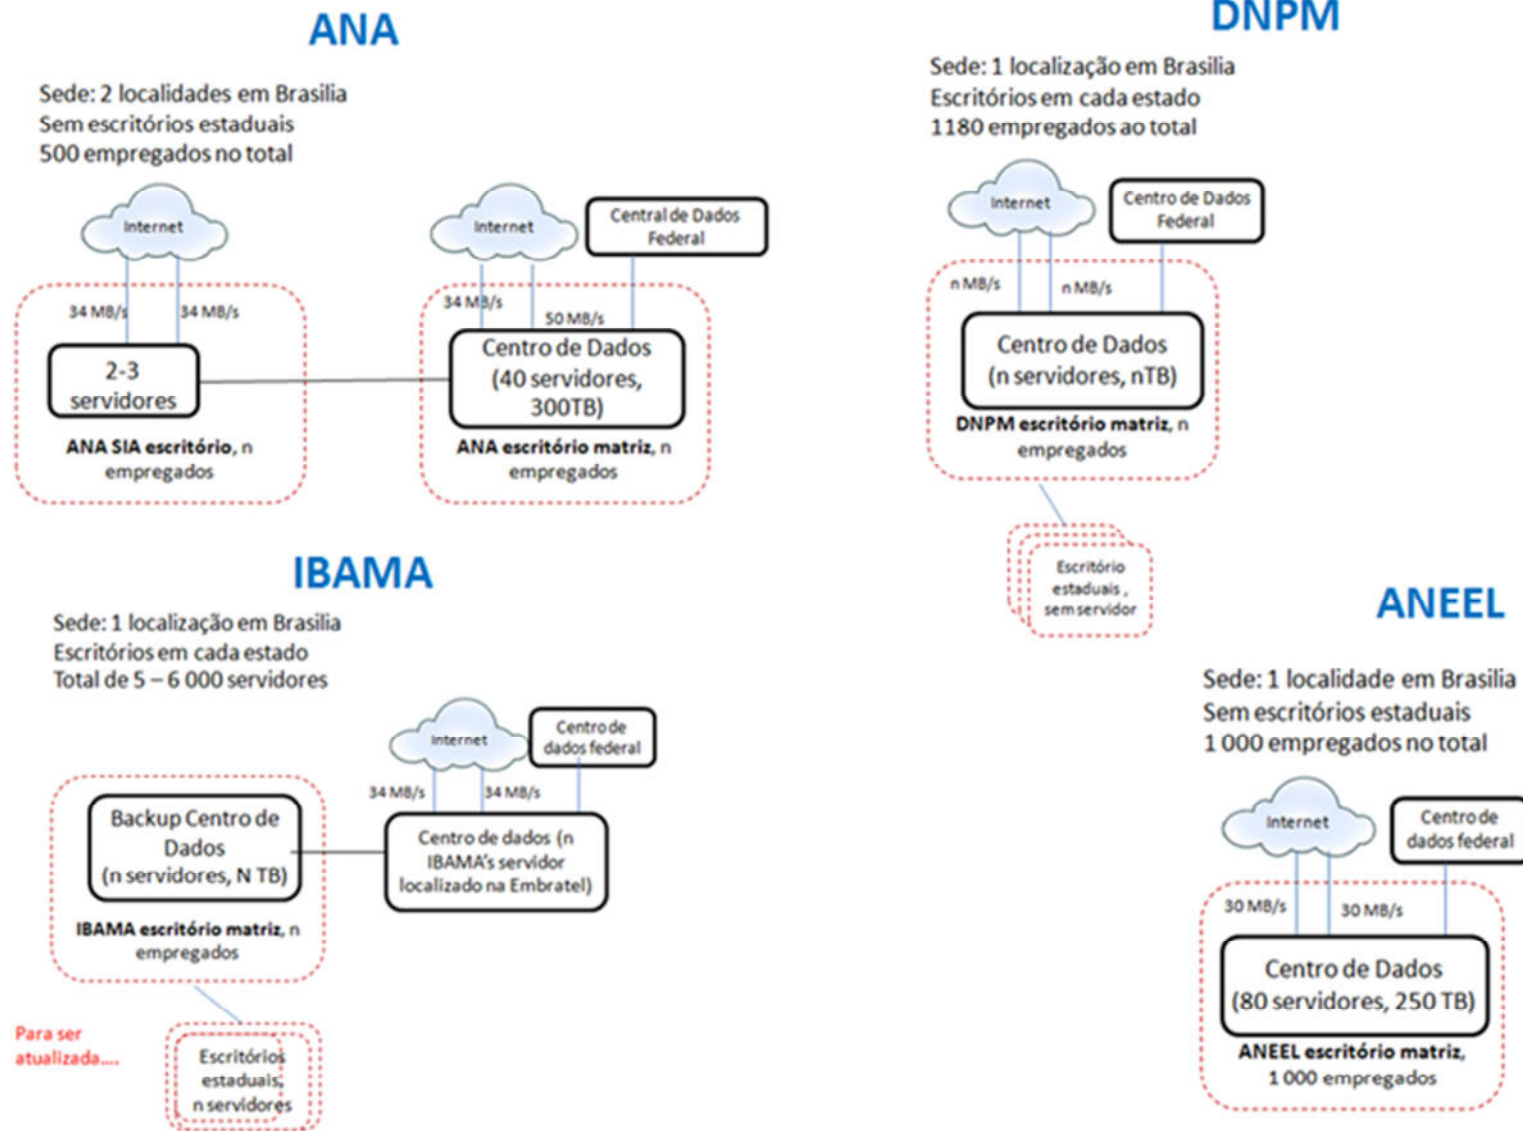 ANA
Sede: 2 localidades em Brasilia
Sem escritórios estaduais
500 empregados no total
Internet
34 MB/s
34 MB/s
2-3
servidores
ANA SIA escritório, n
empregados
Internet
Central de Dados
Federal
34 MB/s
50 MB/s
Centro de Dados
(40 servidores,
300TB)
ANA escritório matriz, n
empregados
DNPM
Sede: 1 localização em Brasilia
Escritórios em cada estado
1180 empregados ao total
Internet
Centro de Dados
Federal
n MB/s
n MB/s
Centro de Dados
(n servidores, nTB)
DNPM escritório matriz, n
empregados
Escritório
estaduais ,
sem servidor
IBAMA
Sede: 1 localização em Brasilia
Escritórios em cada estado
Total de 5 – 6 000 servidores
Internet
Centro de
dados federal
34 MB/s
34 MB/s
Backup Centro de
Dados
(n servidores, N TB)
Centro de dados (n
IBAMA's servidor
localizado na Embratel)
IBAMA escritório matriz, n
empregados
Para ser
atualizada....
Escritórios
estaduais,
n servidores
ANEEL
Sede: 1 localidade em Brasilia
Sem escritórios estaduais
1 000 empregados no total
Internet
Centro de
dados federal
30 MB/s
30 MB/s
Centro de Dados
(80 servidores, 250 TB)
ANEEL escritório matriz,
1 000 empregados